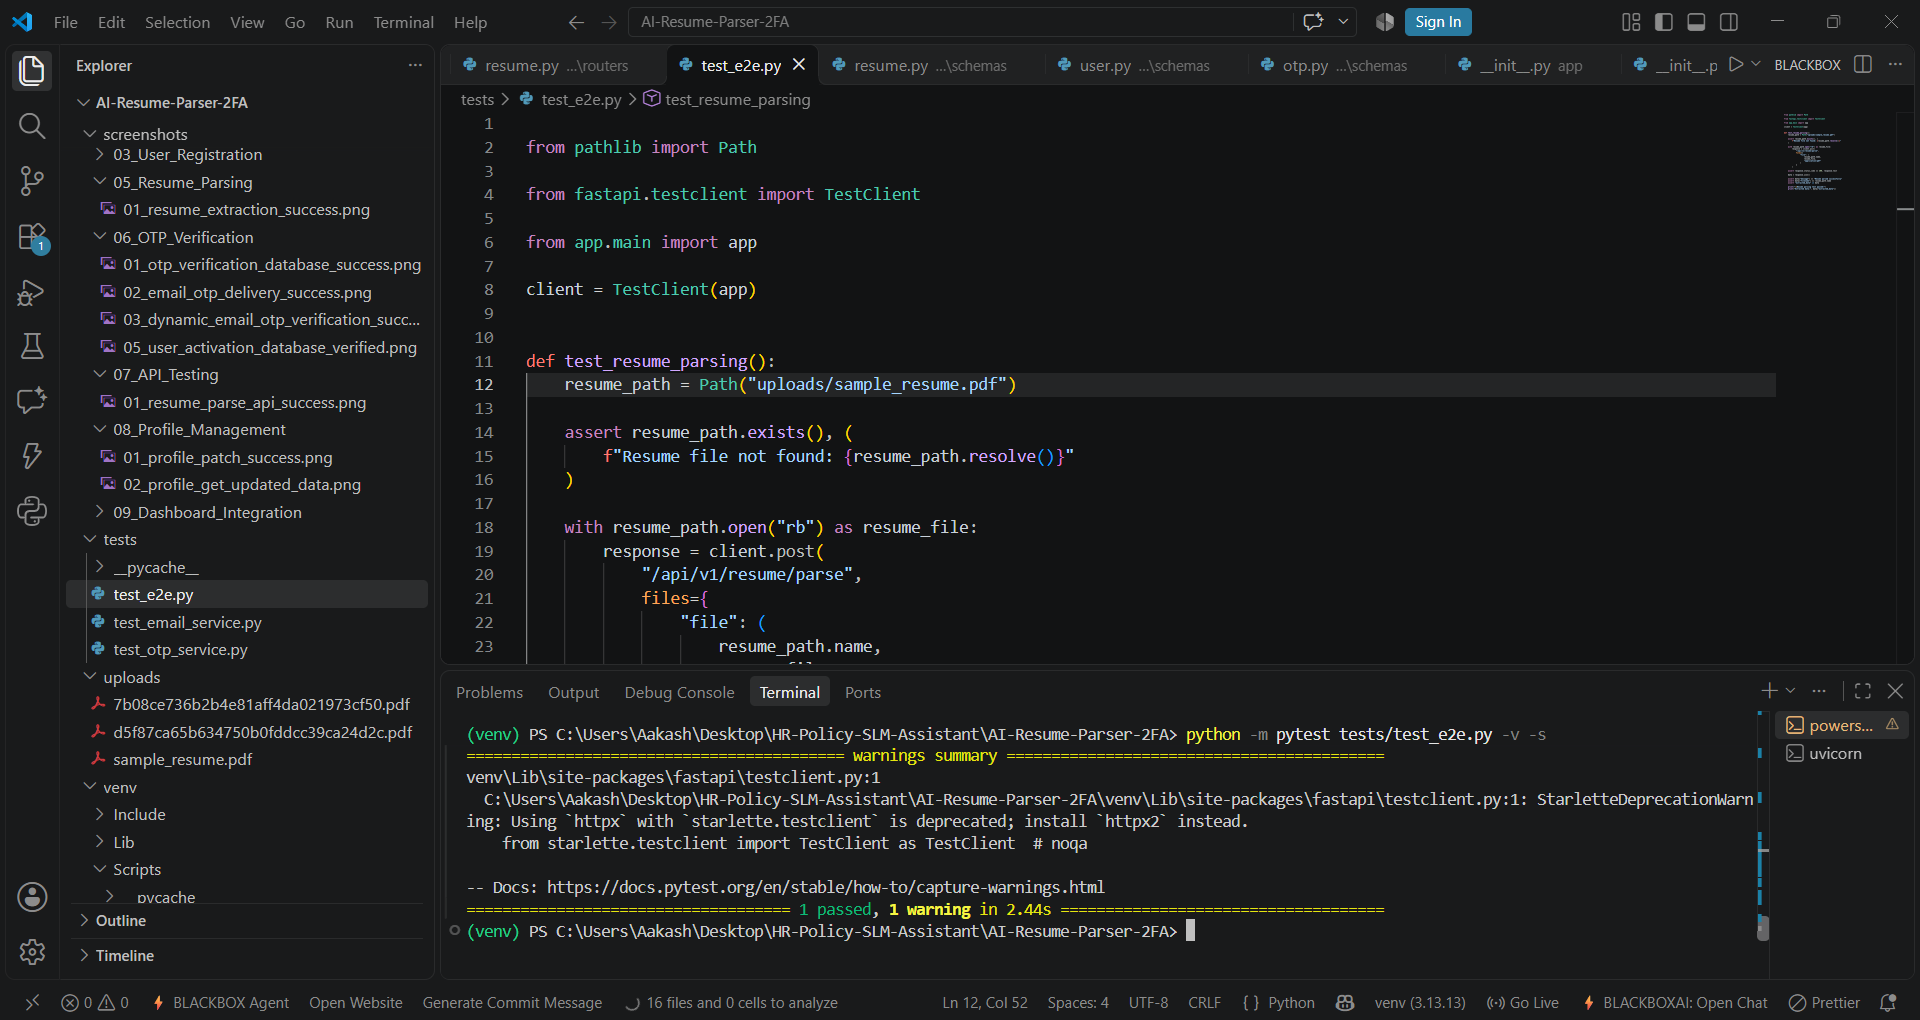 File Edit Selection View Go Run Terminal Help
AI-Resume-Parser-2FA
Sign In
Explorer
AI-Resume-Parser-2FA
screenshots
03_User_Registration
05_Resume_Parsing
01_resume_extraction_success.png
06_OTP_Verification
01_otp_verification_database_success.png
02_email_otp_delivery_success.png
03_dynamic_email_otp_verification_succ...
05_user_activation_database_verified.png
07_API_Testing
01_resume_parse_api_success.png
08_Profile_Management
01_profile_patch_success.png
02_profile_get_updated_data.png
09_Dashboard_Integration
tests
__pycache__
test_e2e.py
test_email_service.py
test_otp_service.py
uploads
7b08ce736b2b4e81aff4da021973cf50.pdf
d5f87ca65b634750b0fddcc39ca24d2c.pdf
sample_resume.pdf
venv
Include
Lib
Scripts
pycache
Outline
Timeline
1
resume.py ...\routers
test_e2e.py
resume.py ...\schemas
user.py ...\schemas
otp.py ...\schemas
__init__.py app
__init__.p
BLACKBOX
tests > test_e2e.py > test_resume_parsing
1
2 from pathlib import Path
3
4 from fastapi.testclient import TestClient
5
6 from app.main import app
7
8 client = TestClient(app)
9
10
11 def test_resume_parsing():
12 resume_path = Path("uploads/sample_resume.pdf")
13
14 assert resume_path.exists(), (
15 f"Resume file not found: {resume_path.resolve()}"
16 )
17
18 with resume_path.open("rb") as resume_file:
19 response = client.post(
20 "/api/v1/resume/parse",
21 files={
22 "file": (
23 resume_path.name,
Problems Output Debug Console Terminal Ports
(venv) PS C:\Users\Aakash\Desktop\HR-Policy-SLM-Assistant\AI-Resume-Parser-2FA> python -m pytest tests/test_e2e.py -v -s
========================================== warnings summary ==========================================
venv\Lib\site-packages\fastapi\testclient.py:1
C:\Users\Aakash\Desktop\HR-Policy-SLM-Assistant\AI-Resume-Parser-2FA\venv\Lib\site-packages\fastapi\testclient.py:1: StarletteDeprecationWarn
ing: Using `httpx` with `starlette.testclient` is deprecated; install `httpx2` instead.
from starlette.testclient import TestClient as TestClient # noqa
-- Docs: https://docs.pytest.org/en/stable/how-to/capture-warnings.html
==================================== 1 passed, 1 warning in 2.44s ====================================
(venv) PS C:\Users\Aakash\Desktop\HR-Policy-SLM-Assistant\AI-Resume-Parser-2FA>
powers...
uvicorn
0 0 BLACKBOX Agent Open Website Generate Commit Message 16 files and 0 cells to analyze Ln 12, Col 52 Spaces: 4 UTF-8 CRLF { } Python venv (3.13.13) Go Live BLACKBOXAI: Open Chat Prettier